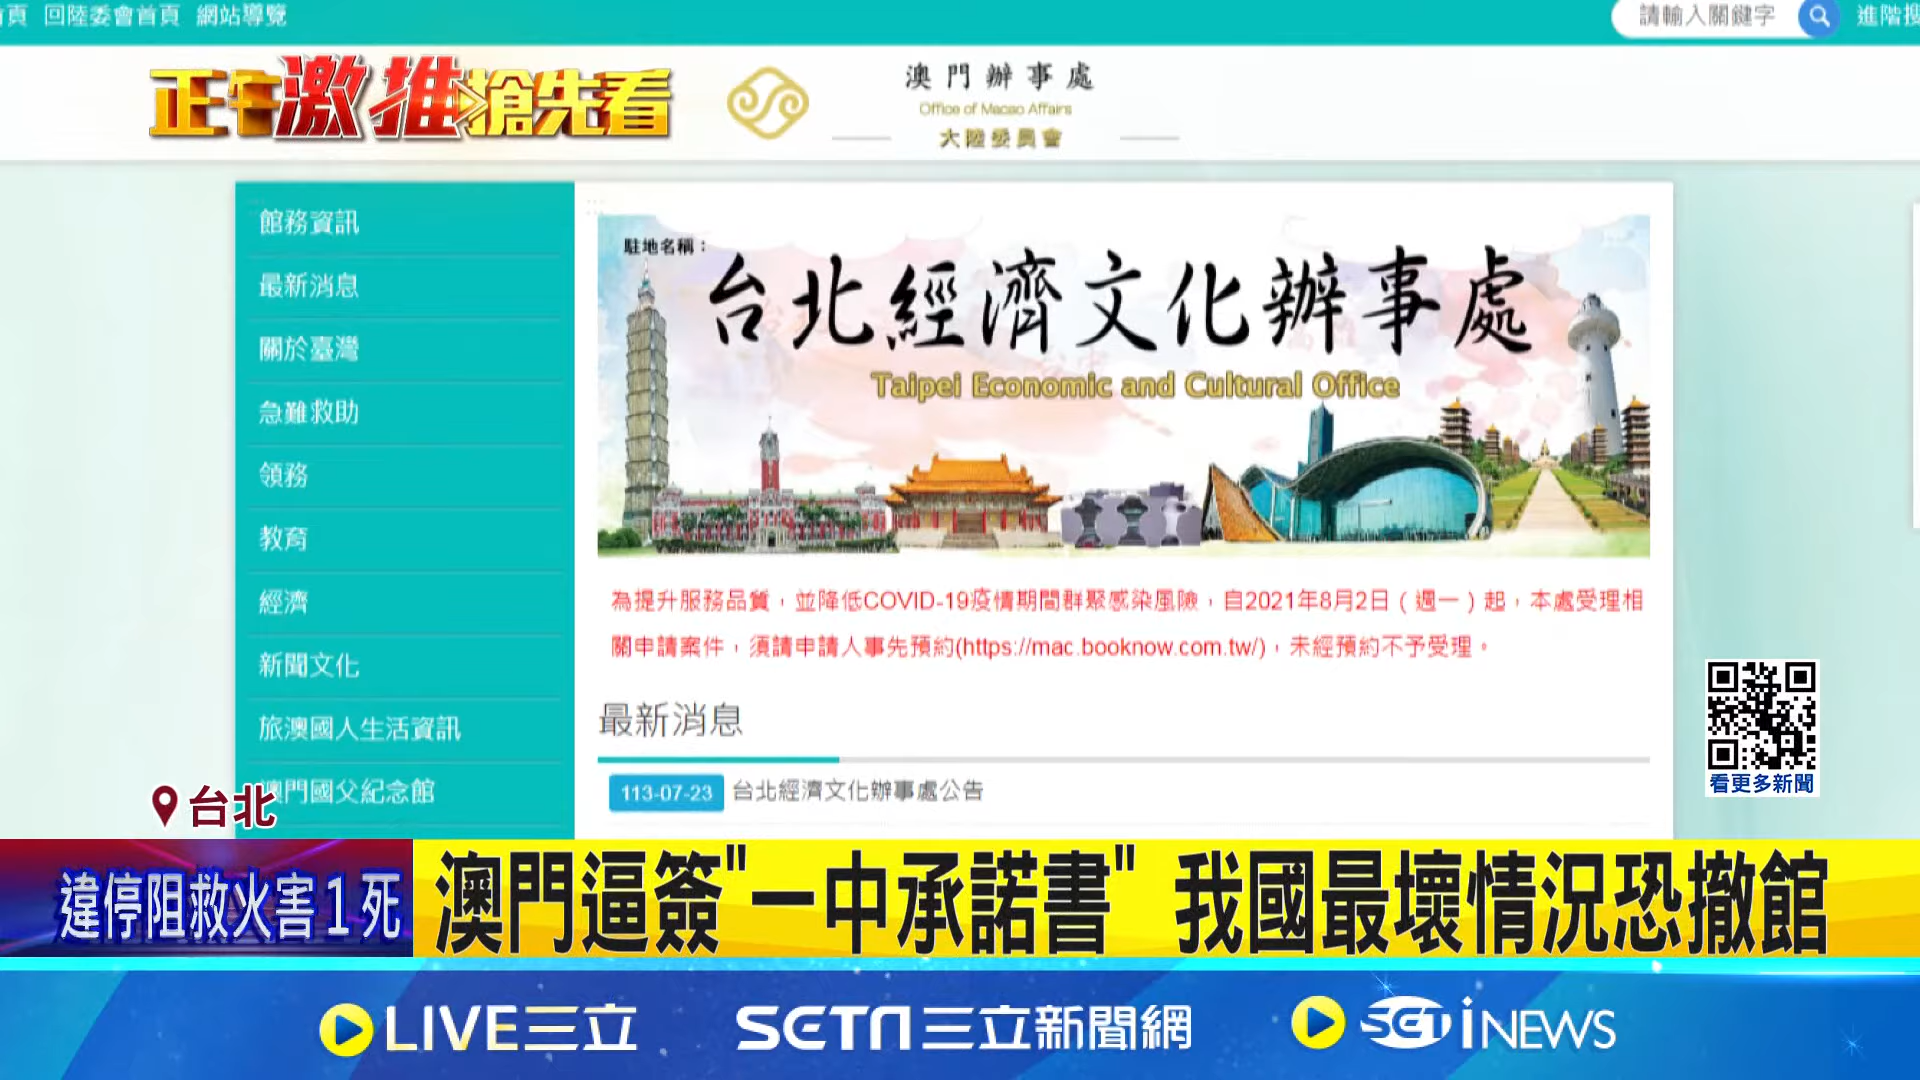 首頁 回陸委會首頁 網站導覽
請輸入關鍵字
進階搜
正午激推搶先看
澳門辦事處
Office of Macao Affairs
大陸委員會
館務資訊
最新消息
關於臺灣
急難救助
領務
教育
經濟
新聞文化
旅澳國人生活資訊
澳門國父紀念館
駐地名稱：
台北經濟文化辦事處
Taipei Economic and Cultural Office
為提升服務品質，並降低COVID-19疫情期間群聚感染風險，自2021年8月2日（週一）起，本處受理相
關申請案件，須請申請人事先預約(https://mac.booknow.com.tw/)，未經預約不予受理。
最新消息
113-07-23 台北經濟文化辦事處公告
看更多新聞
台北
違停阻救火害1死
澳門逼簽"一中承諾書" 我國最壞情況恐撤館
LIVE三立
SETN三立新聞網
SETiNEWS